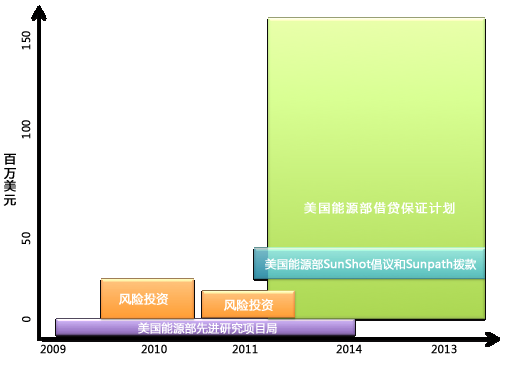 150
100
百万美元
50
0
美国能源部借贷保证计划
美国能源部SunShot倡议和Sunpath拨款
风险投资
风险投资
美国能源部先进研究项目局
2009
2010
2011
2014
2013